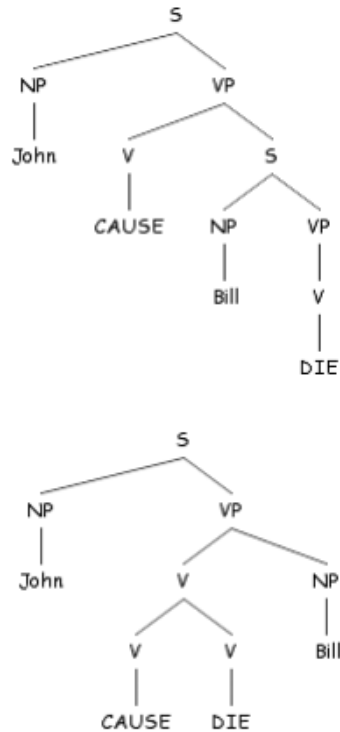 S
NP VP
John V S
CAUSE NP VP
Bill V
DIE
S
NP VP
John V NP
V V Bill
CAUSE DIE